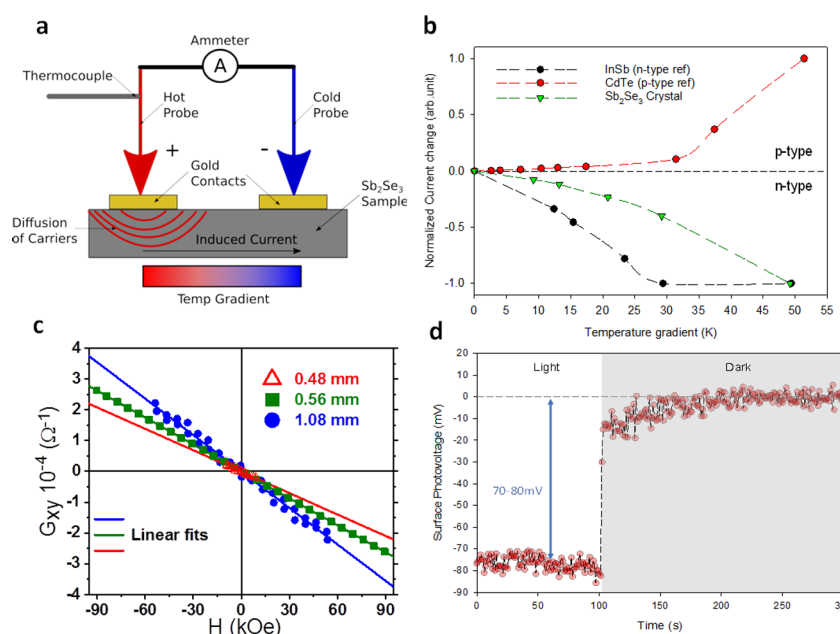 a
Ammeter
A
Thermocouple
Hot
Probe
Cold
Probe
+
-
Gold
Contacts
Sb2Se3
Sample
Diffusion
of Carriers
Induced Current
Temp Gradient
b
Normalized Current change (arb unit)
1.0
0.5
0.0
-0.5
-1.0
InSb (n-type ref)
CdTe (p-type ref)
Sb2Se3 Crystal
p-type
n-type
0 5 10 15 20 25 30 35 40 45 50 55
Temperature gradient (K)
c
Gxy 10-4 (Ω-1)
4
3
2
1
0
-1
-2
-3
-4
0.48 mm
0.56 mm
1.08 mm
Linear fits
-90 -60 -30 0 30 60 90
H (kOe)
d
Surface Photovoltage (mV)
20
10
0
-10
-20
-30
-40
-50
-60
-70
-80
-90
Light
Dark
70-80mV
0 50 100 150 200 250 300
Time (s)